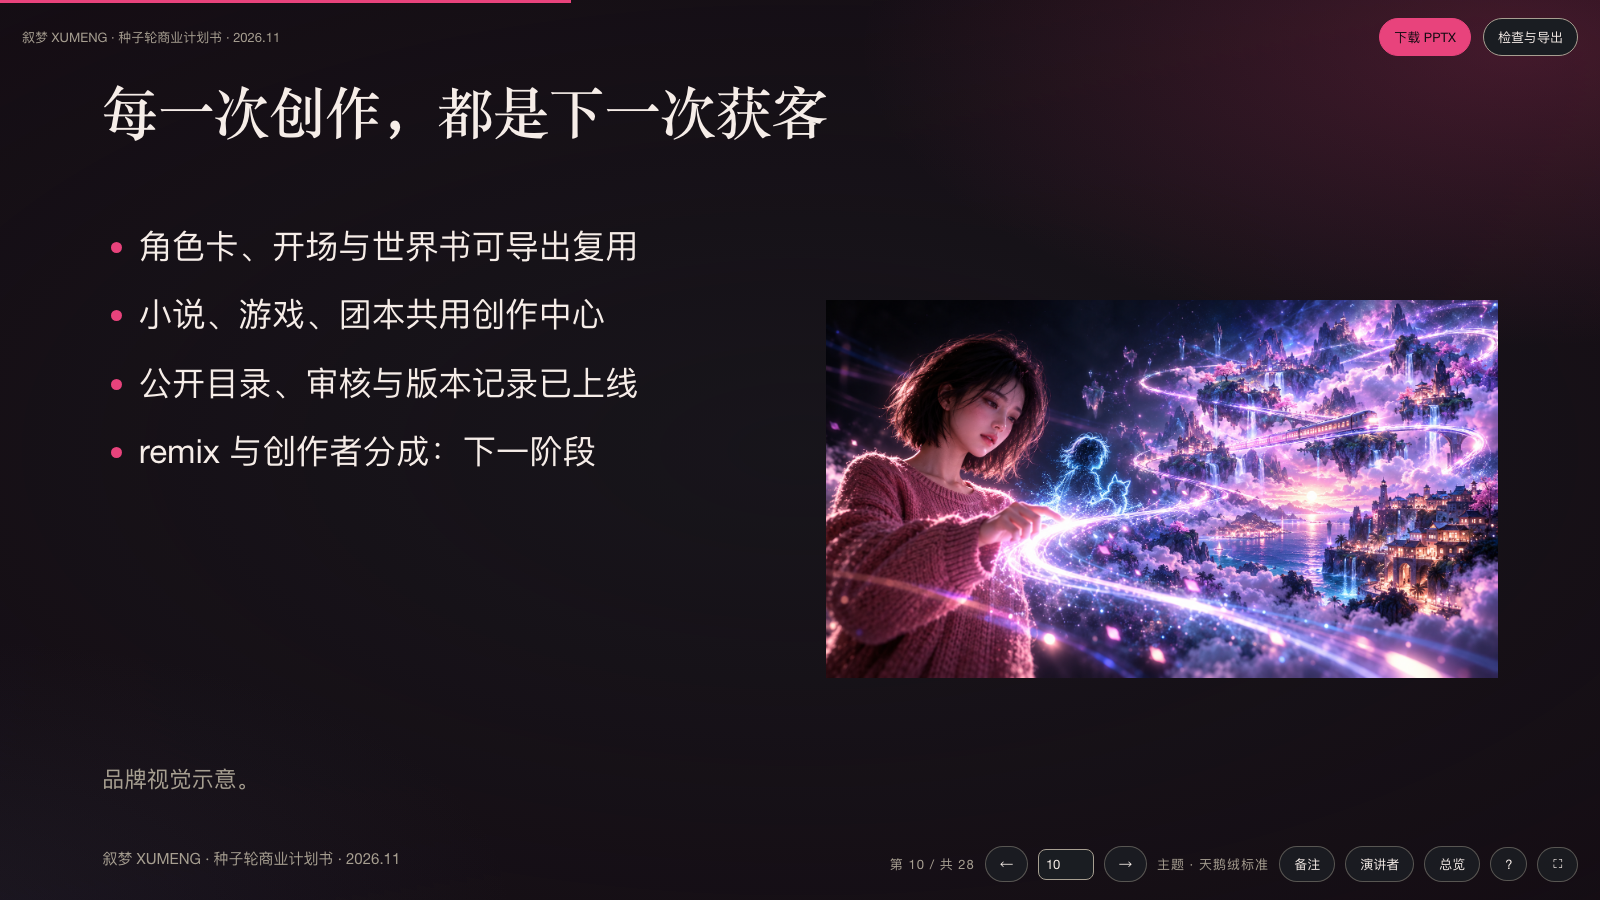 叙梦 XUMENG · 种子轮商业计划书 · 2026.11
下载 PPTX
检查与导出
每一次创作，都是下一次获客
角色卡、开场与世界书可导出复用
小说、游戏、团本共用创作中心
公开目录、审核与版本记录已上线
remix 与创作者分成：下一阶段
品牌视觉示意。
叙梦 XUMENG · 种子轮商业计划书 · 2026.11
第 10 / 共 28
←
10
→
主题 · 天鹅绒标准
备注
演讲者
总览
?